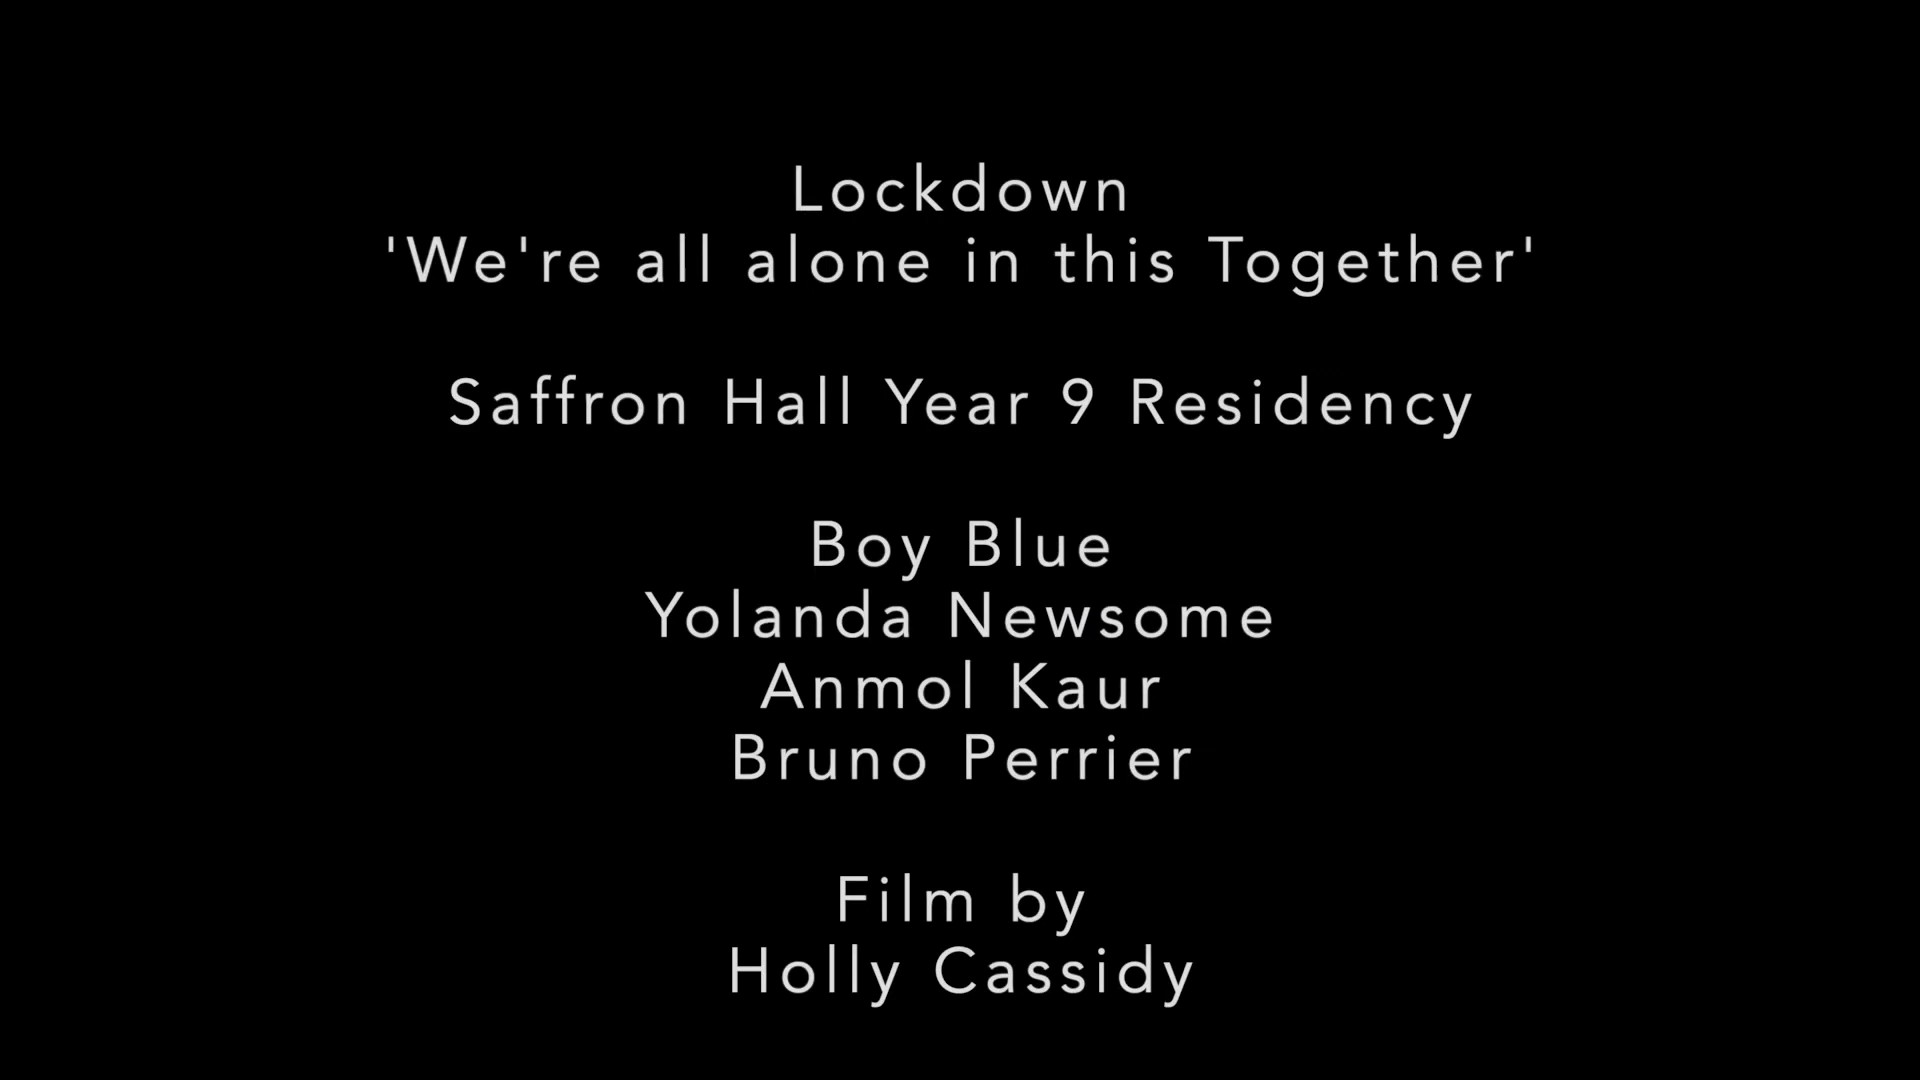 Lockdown
'We're all alone in this Together'
Saffron Hall Year 9 Residency
Boy Blue
Yolanda Newsome
Anmol Kaur
Bruno Perrier
Film by
Holly Cassidy